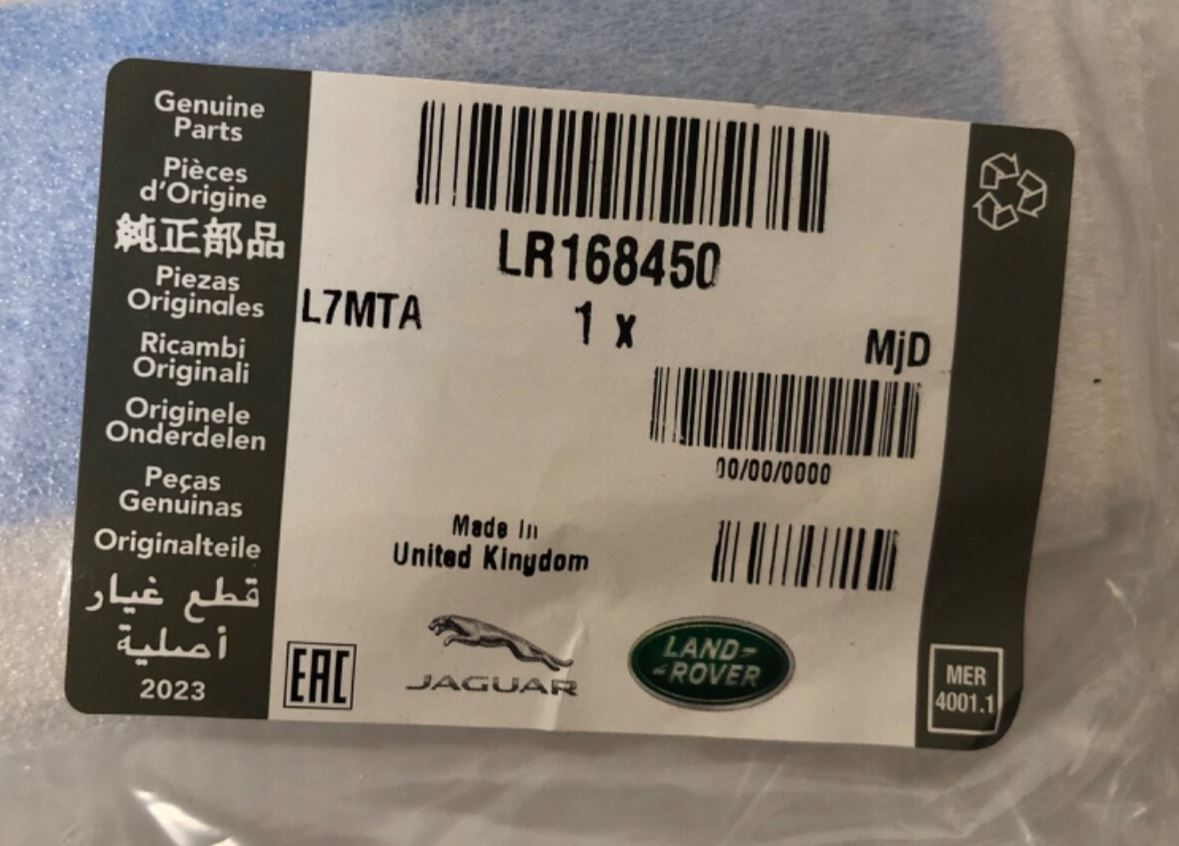 Genuine
Parts
Pièces
d'Origine
純正部品
Piezas
Originales
Ricambi
Originali
Originele
Onderdelen
Peças
Genuinas
Originalteile
قطع غيار
أصلية
2023
LR168450
L7MTA
1 x
MjD
00/00/0000
Made In
United Kingdom
EAC
JAGUAR
LAND-
-ROVER
MER
4001.1